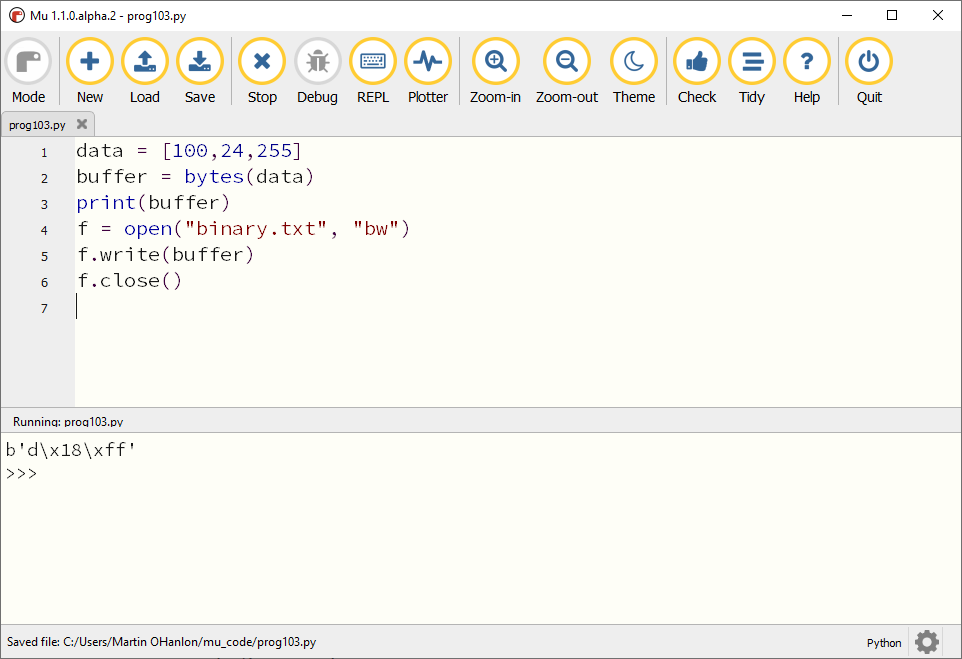 Mu 1.1.0.alpha.2 - prog103.py
Mode New Load Save Stop Debug REPL Plotter Zoom-in Zoom-out Theme Check Tidy Help Quit
prog103.py
1 data = [100,24,255]
2 buffer = bytes(data)
3 print(buffer)
4 f = open("binary.txt", "bw")
5 f.write(buffer)
6 f.close()
7
Running: prog103.py
b'd\x18\xff'
>>>
Saved file: C:/Users/Martin OHanlon/mu_code/prog103.py
Python